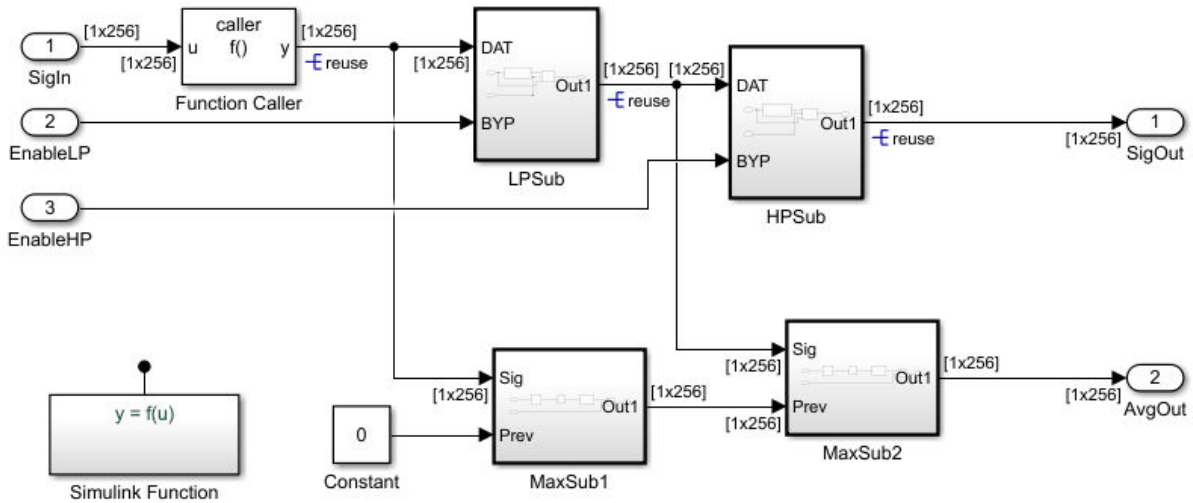 [1x256]
1
SigIn
[1x256]
caller
f()
u
y
Function Caller
[1x256]
reuse
[1x256]
DAT
BYP
Out1
LPSub
[1x256]
reuse
[1x256]
DAT
BYP
Out1
HPSub
[1x256]
reuse
[1x256]
1
SigOut
2
EnableLP
3
EnableHP
y = f(u)
Simulink Function
0
Constant
[1x256]
Sig
Prev
Out1
MaxSub1
[1x256]
[1x256]
[1x256]
Sig
Prev
Out1
MaxSub2
[1x256]
[1x256]
2
AvgOut